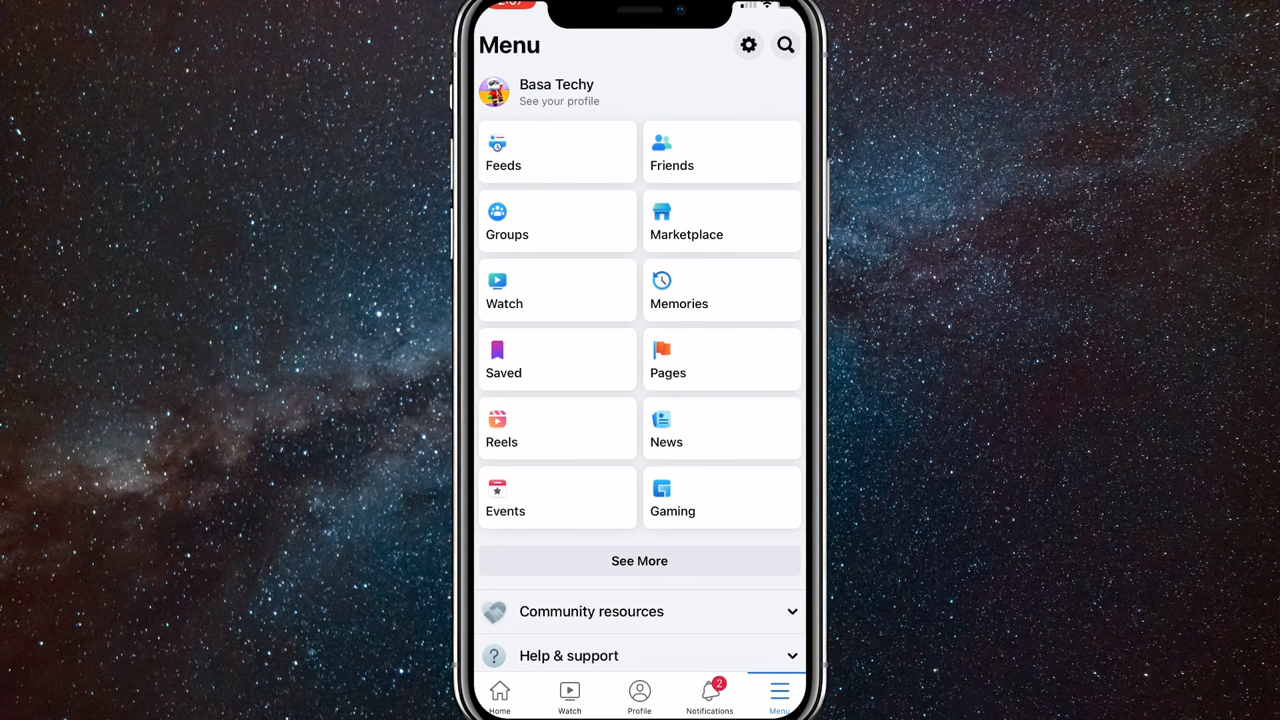 Menu
Basa Techy
See your profile
Feeds
Friends
Groups
Marketplace
Watch
Memories
Saved
Pages
Reels
News
Events
Gaming
See More
Community resources
? Help & support
2
Home
Watch
Profile
Notifications
Menu